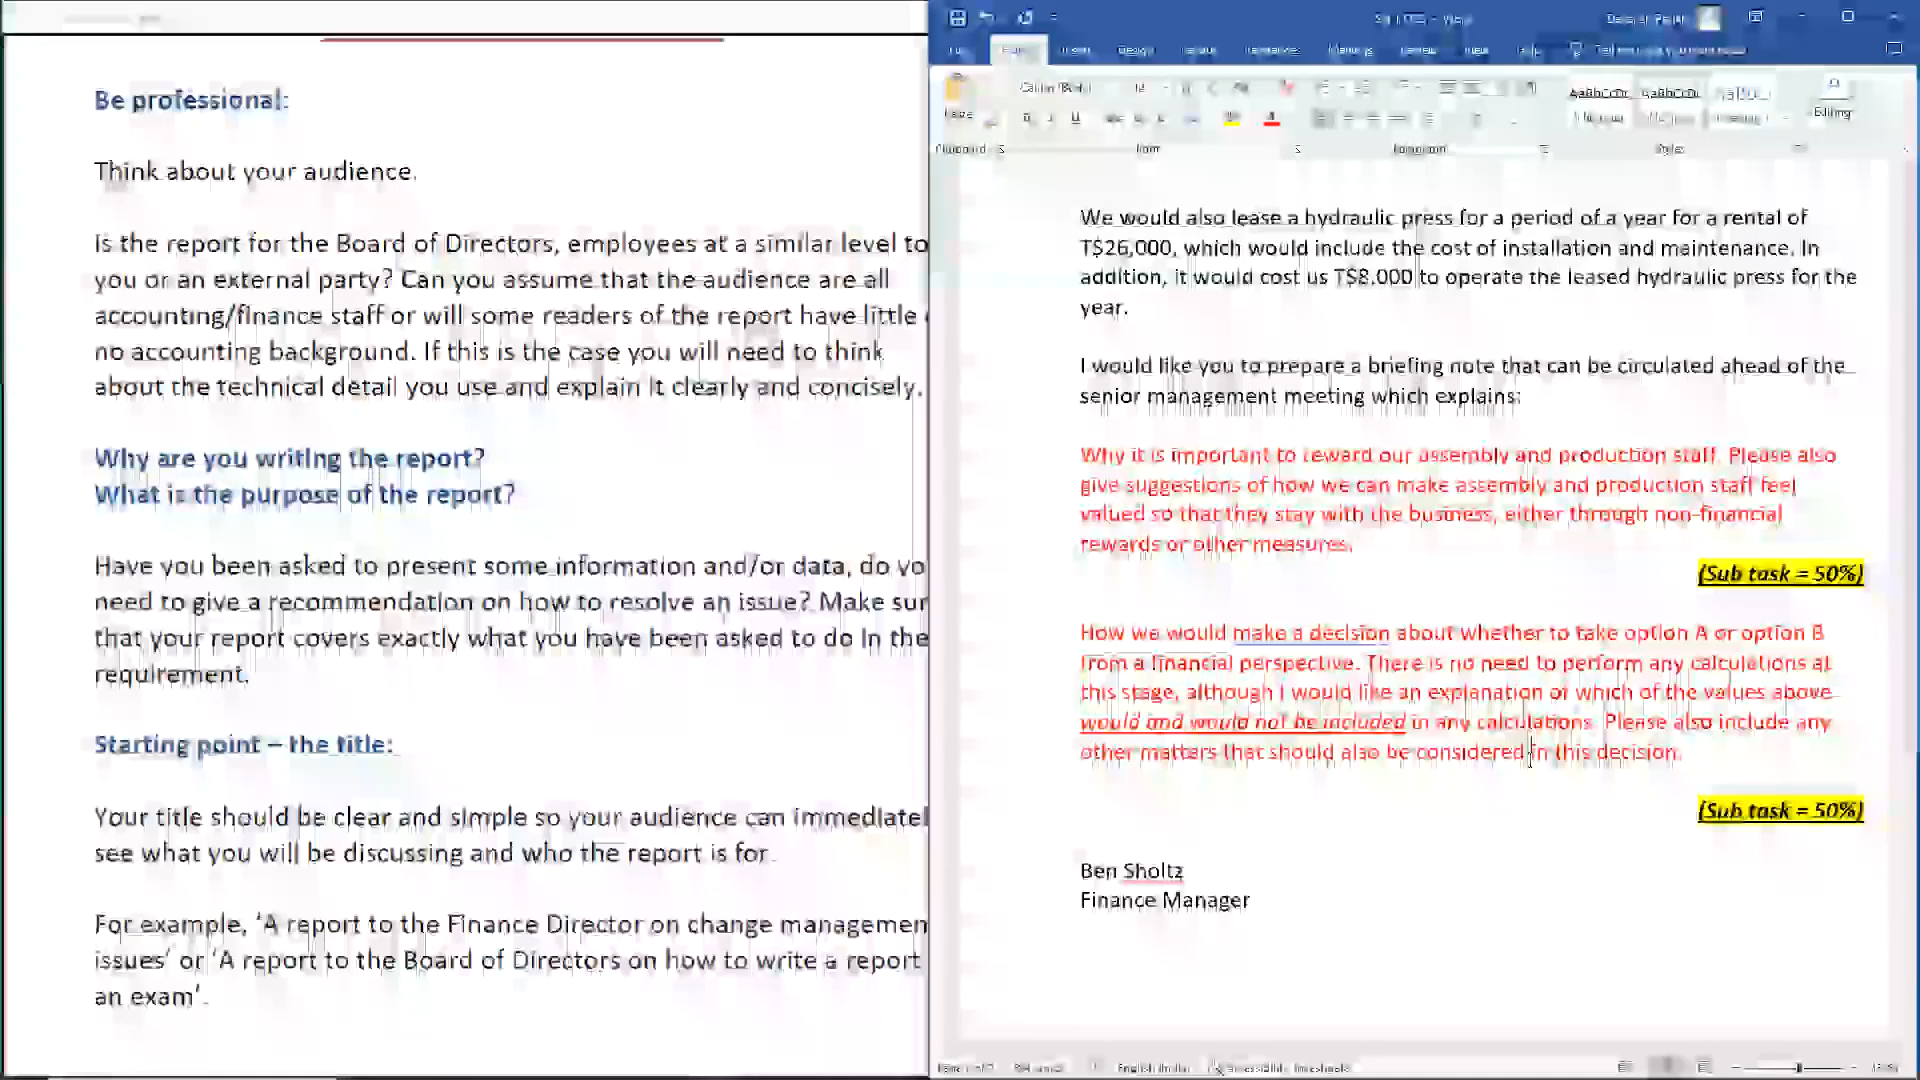 Be professional:
Think about your audience.
Is the report for the Board of Directors, employees at a similar level to
you or an external party? Can you assume that the audience are all
accounting/finance staff or will some readers of the report have little
no accounting background. If this is the case you will need to think
about the technical detail you use and explain it clearly and concisely.
Why are you writing the report?
What is the purpose of the report?
Have you been asked to present some information and/or data, do yo
need to give a recommendation on how to resolve an issue? Make sur
that your report covers exactly what you have been asked to do in the
requirement.
Starting point – the title:
Your title should be clear and simple so your audience can immediatel
see what you will be discussing and who the report is for.
For example, ‘A report to the Finance Director on change managemen
issues’ or ‘A report to the Board of Directors on how to write a report
an exam’.
Editing
Clipboard
Font
Paragraph
Styles
We would also lease a hydraulic press for a period of a year for a rental of
T$26,000, which would include the cost of installation and maintenance. In
addition, it would cost us T$8,000 to operate the leased hydraulic press for the
year.
I would like you to prepare a briefing note that can be circulated ahead of the
senior management meeting which explains:
Why it is important to reward our assembly and production staff. Please also
give suggestions of how we can make assembly and production staff feel
valued so that they stay with the business, either through non-financial
rewards or other measures.
(Sub task = 50%)
How we would make a decision about whether to take option A or option B
from a financial perspective. There is no need to perform any calculations at
this stage, although I would like an explanation of which of the values above
would and would not be included in any calculations. Please also include any
other matters that should also be considered in this decision.
(Sub task = 50%)
Ben Sholtz
Finance Manager